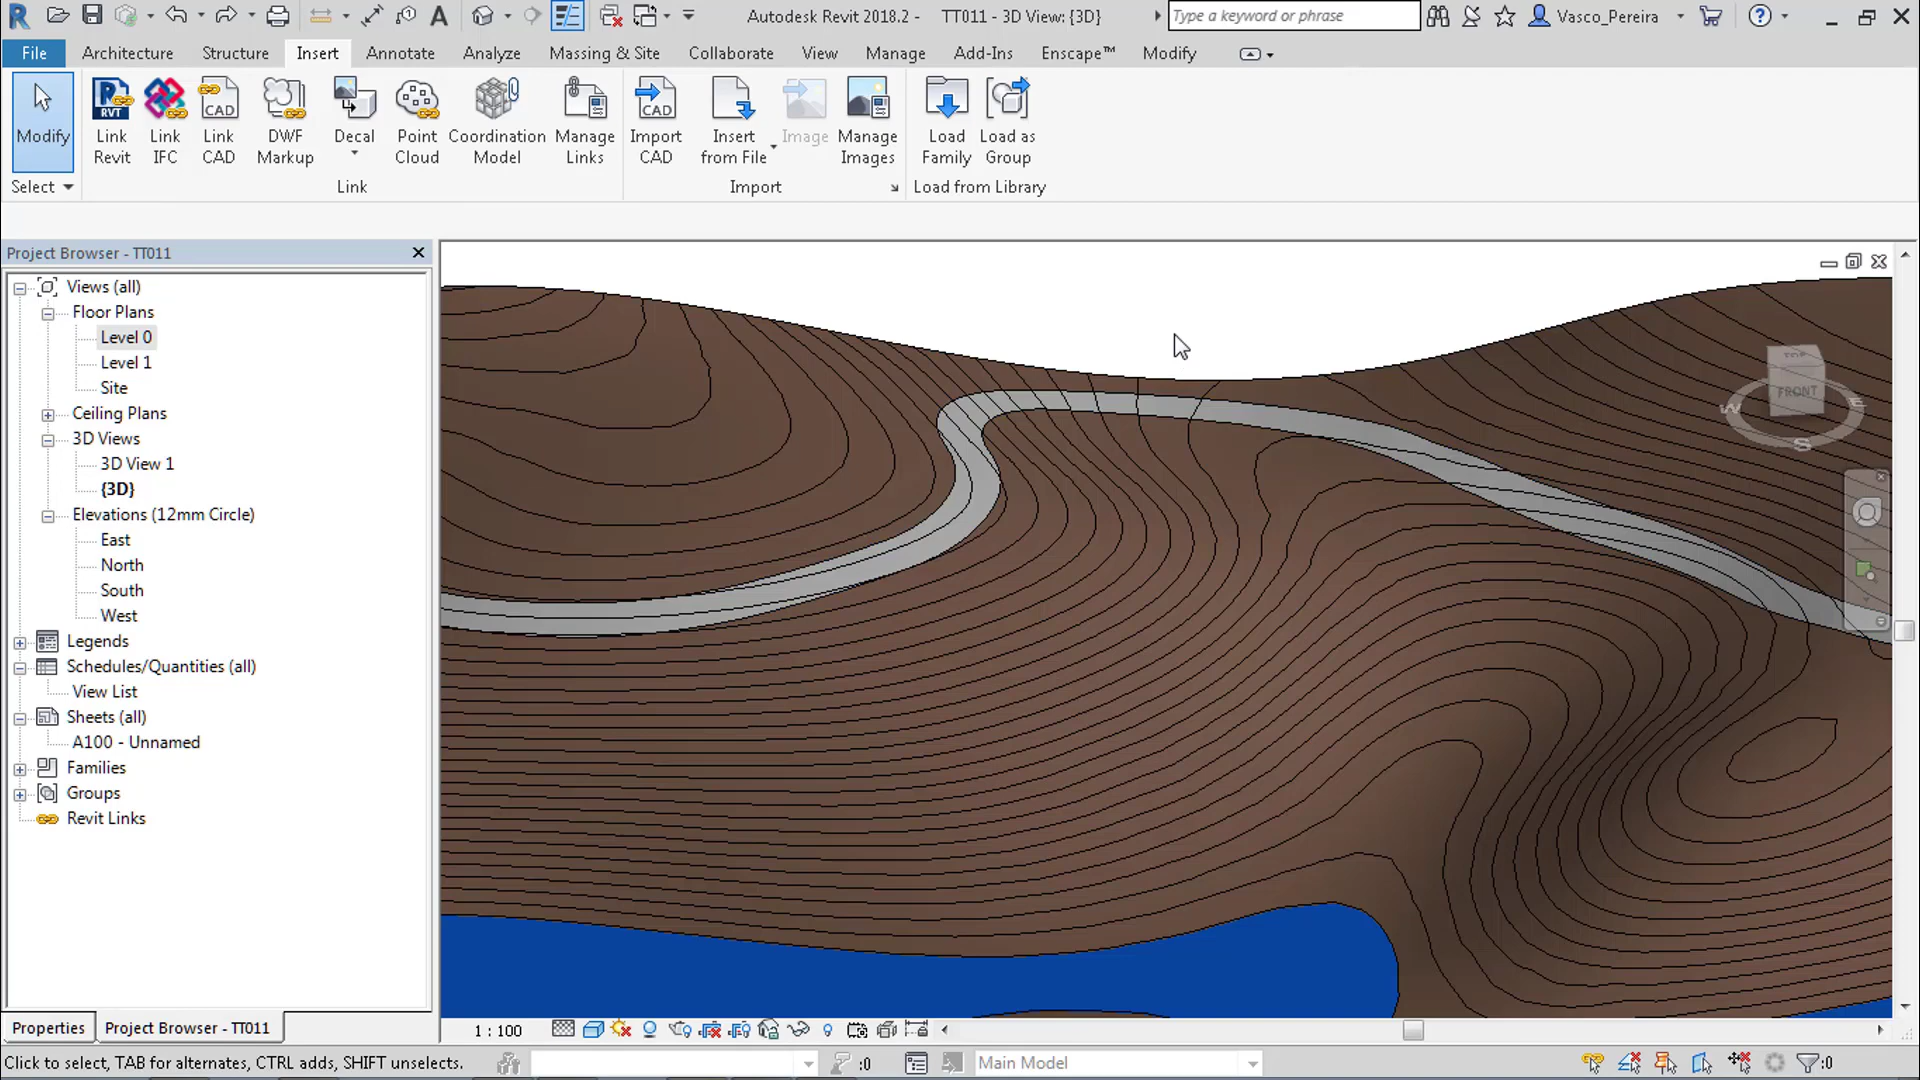 Autodesk Revit 2018.2 - TT011 - 3D View: {3D}
Type a keyword or phrase
Vasco_Pereira
File Architecture Structure Insert Annotate Analyze Massing & Site Collaborate View Manage Add-Ins Enscape™ Modify
Modify
Link Revit
Link IFC
Link CAD
DWF Markup
Decal
Point Cloud
Coordination Model
Manage Links
Import CAD
Insert from File
Image
Manage Images
Load Family
Load as Group
Select
Link
Import
Load from Library
Project Browser - TT011
Views (all)
Floor Plans
Level 0
Level 1
Site
Ceiling Plans
3D Views
3D View 1
{3D}
Elevations (12mm Circle)
East
North
South
West
Legends
Schedules/Quantities (all)
View List
Sheets (all)
A100 - Unnamed
Families
Groups
Revit Links
TOP
FRONT
W
E
S
Properties
Project Browser - TT011
1 : 100
Click to select, TAB for alternates, CTRL adds, SHIFT unselects.
:0
Main Model
:0